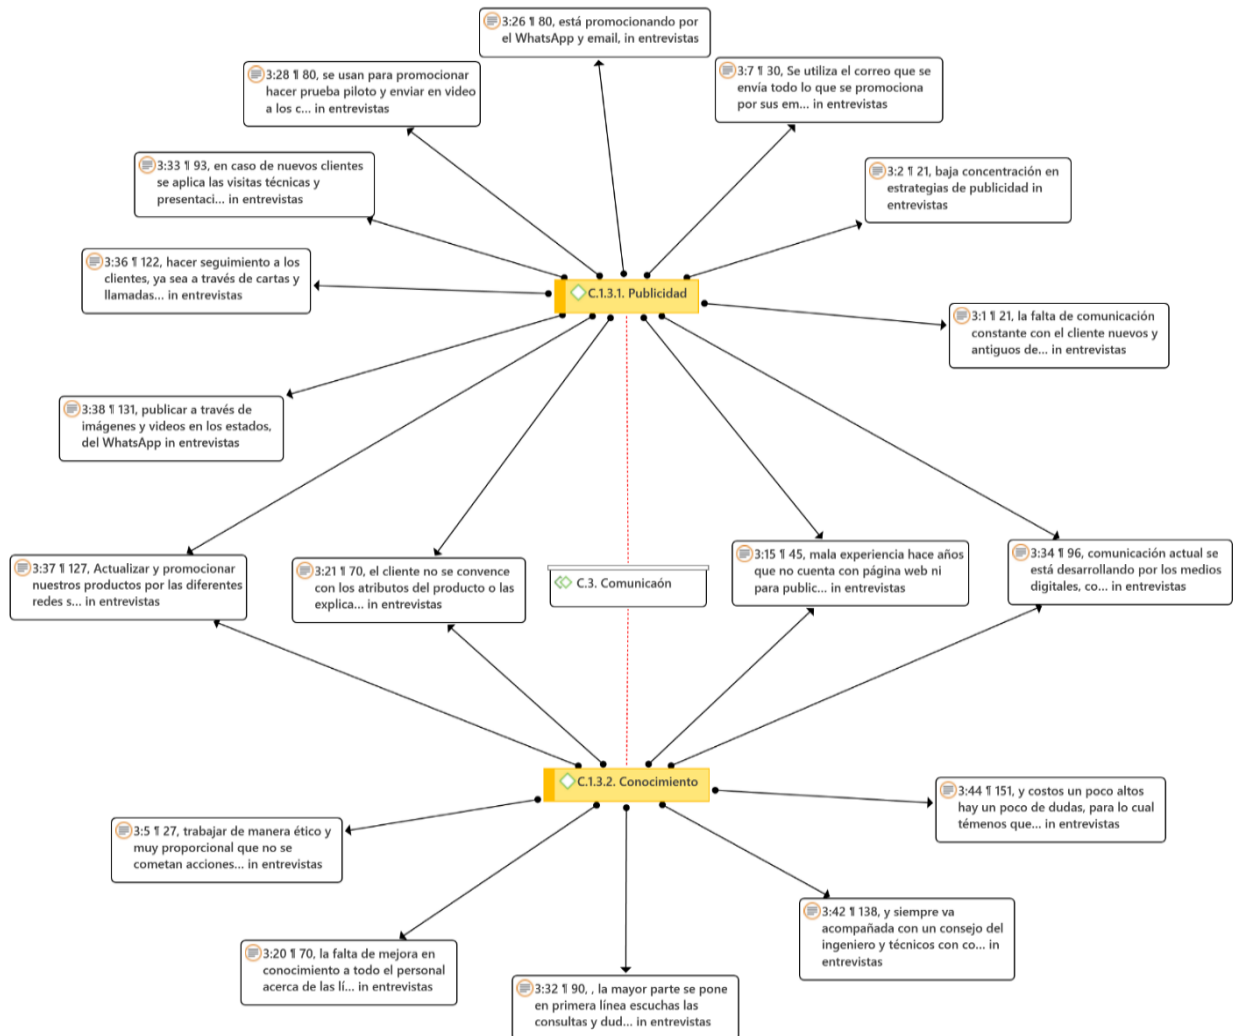 3:26 ¶ 80, está promocionando por
el WhatsApp y email, in entrevistas
3:28 ¶ 80, se usan para promocionar
hacer prueba piloto y enviar en video
a los c... in entrevistas
3:7 ¶ 30, Se utiliza el correo que se
envía todo lo que se promociona
por sus em... in entrevistas
3:33 ¶ 93, en caso de nuevos clientes
se aplica las visitas técnicas y
presentaci... in entrevistas
3:2 ¶ 21, baja concentración en
estrategias de publicidad in
entrevistas
3:36 ¶ 122, hacer seguimiento a los
clientes, ya sea a través de cartas y
llamadas... in entrevistas
C.1.3.1. Publicidad
3:1 ¶ 21, la falta de comunicación
constante con el cliente nuevos y
antiguos de... in entrevistas
3:38 ¶ 131, publicar a través de
imágenes y videos en los estados,
del WhatsApp in entrevistas
3:37 ¶ 127, Actualizar y promocionar
nuestros productos por las diferentes
redes s... in entrevistas
3:21 ¶ 70, el cliente no se convence
con los atributos del producto o las
explica... in entrevistas
C.3. Comunicaón
3:15 ¶ 45, mala experiencia hace años
que no cuenta con página web ni
para public... in entrevistas
3:34 ¶ 96, comunicación actual se
está desarrollando por los medios
digitales, co... in entrevistas
C.1.3.2. Conocimiento
3:44 ¶ 151, y costos un poco altos
hay un poco de dudas, para lo cual
témenos que... in entrevistas
3:5 ¶ 27, trabajar de manera ético y
muy proporcional que no se
cometan acciones... in entrevistas
3:42 ¶ 138, y siempre va
acompañada con un consejo del
ingeniero y técnicos con co... in
entrevistas
3:20 ¶ 70, la falta de mejora en
conocimiento a todo el personal
acerca de las lí... in entrevistas
3:32 ¶ 90, , la mayor parte se pone
en primera línea escuchas las
consultas y dud... in entrevistas